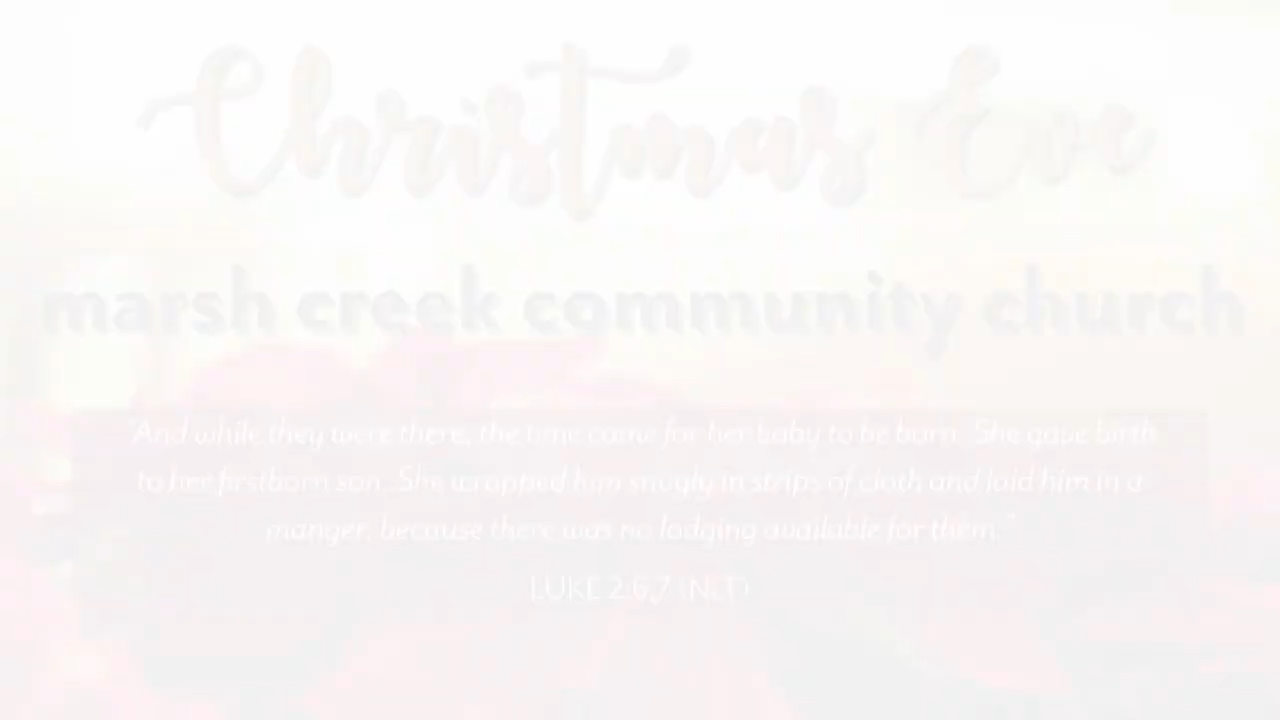 Christmas Eve
marsh creek community church
"And while they were there, the time came for her baby to be born. She gave birth
to her firstborn son. She wrapped him snugly in strips of cloth and laid him in a
manger, because there was no lodging available for them."
LUKE 2:6,7 (NLT)